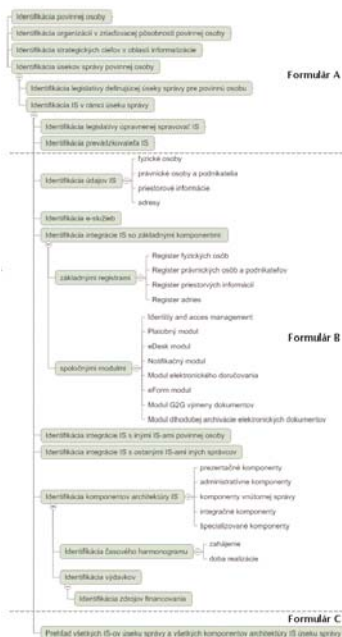 Identifikácia povinnej osoby
Identifikácia organizácií v zriaďovacej pôsobnosti povinnej osoby
Identifikácia strategických cieľov v oblasti informatizácie
Identifikácia úsekov správy povinnej osoby
Formulár A
Identifikácia legislatívy definujúcej úseky správy pre povinnú osobu
Identifikácia IS v rámci úseku správy
Identifikácia legislatívy upravenej spravovať IS
Identifikácia prevádzkovateľa IS
fyzické osoby
právnické osoby a podnikatelia
Identifikácia údajov IS
priestorové informácie
adresy
Identifikácia e-služieb
Identifikácia integrácie IS so základnými komponentmi
Register fyzických osôb
Register právnických osôb a podnikateľov
základnými registrami
Register priestorvých informácií
Register adries
Identity and acces management
Platobný modul
Formulár B
eDesk modul
Notifikačný modul
spoločnými modulmi
Modul elektronického doručovania
eForm modul
Modul G2G výmeny dokumentov
Modul dlhodobej archivácie elektronických dokumentov
Identifikácia integrácie IS s inými IS-ami povinnej osoby
Identifikácia integrácie IS s ostanými IS-ami iných správcov
prezentačné komponenty
administratívne komponenty
Identifikácia komponentov architektúry IS
komponenty vnútornej správy
integračné komponenty
špecializované komponenty
Identifikácia časového harmonogramu
zahájenie
doba realizácie
Identifikácia výdavkov
Identifikácia zdrojov financovania
Formulár C
Prehľad všetkých IS-ov úseku správy a všetkých komponentov architektúry IS úseku správy